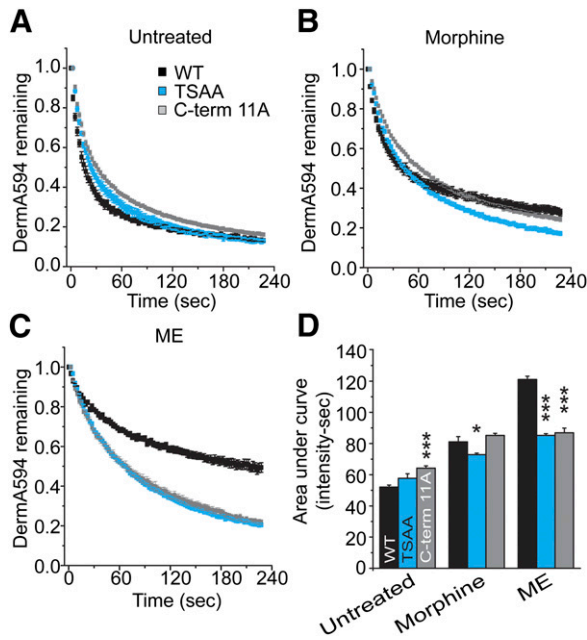 A
Untreated
DermA594 remaining
1.0
0.8
0.6
0.4
0.2
0.0
WT
TSAA
C-term 11A
0
60
120
180
240
Time (sec)
B
Morphine
DermA594 remaining
1.0
0.8
0.6
0.4
0.2
0.0
0
60
120
180
240
Time (sec)
C
ME
DermA594 remaining
1.0
0.8
0.6
0.4
0.2
0.0
0
60
120
180
240
Time (sec)
D
Area under curve
(intensity-sec)
140
120
100
80
60
40
20
0
WT
TSAA
C-term 11A
***
*
***
***
Untreated
Morphine
ME